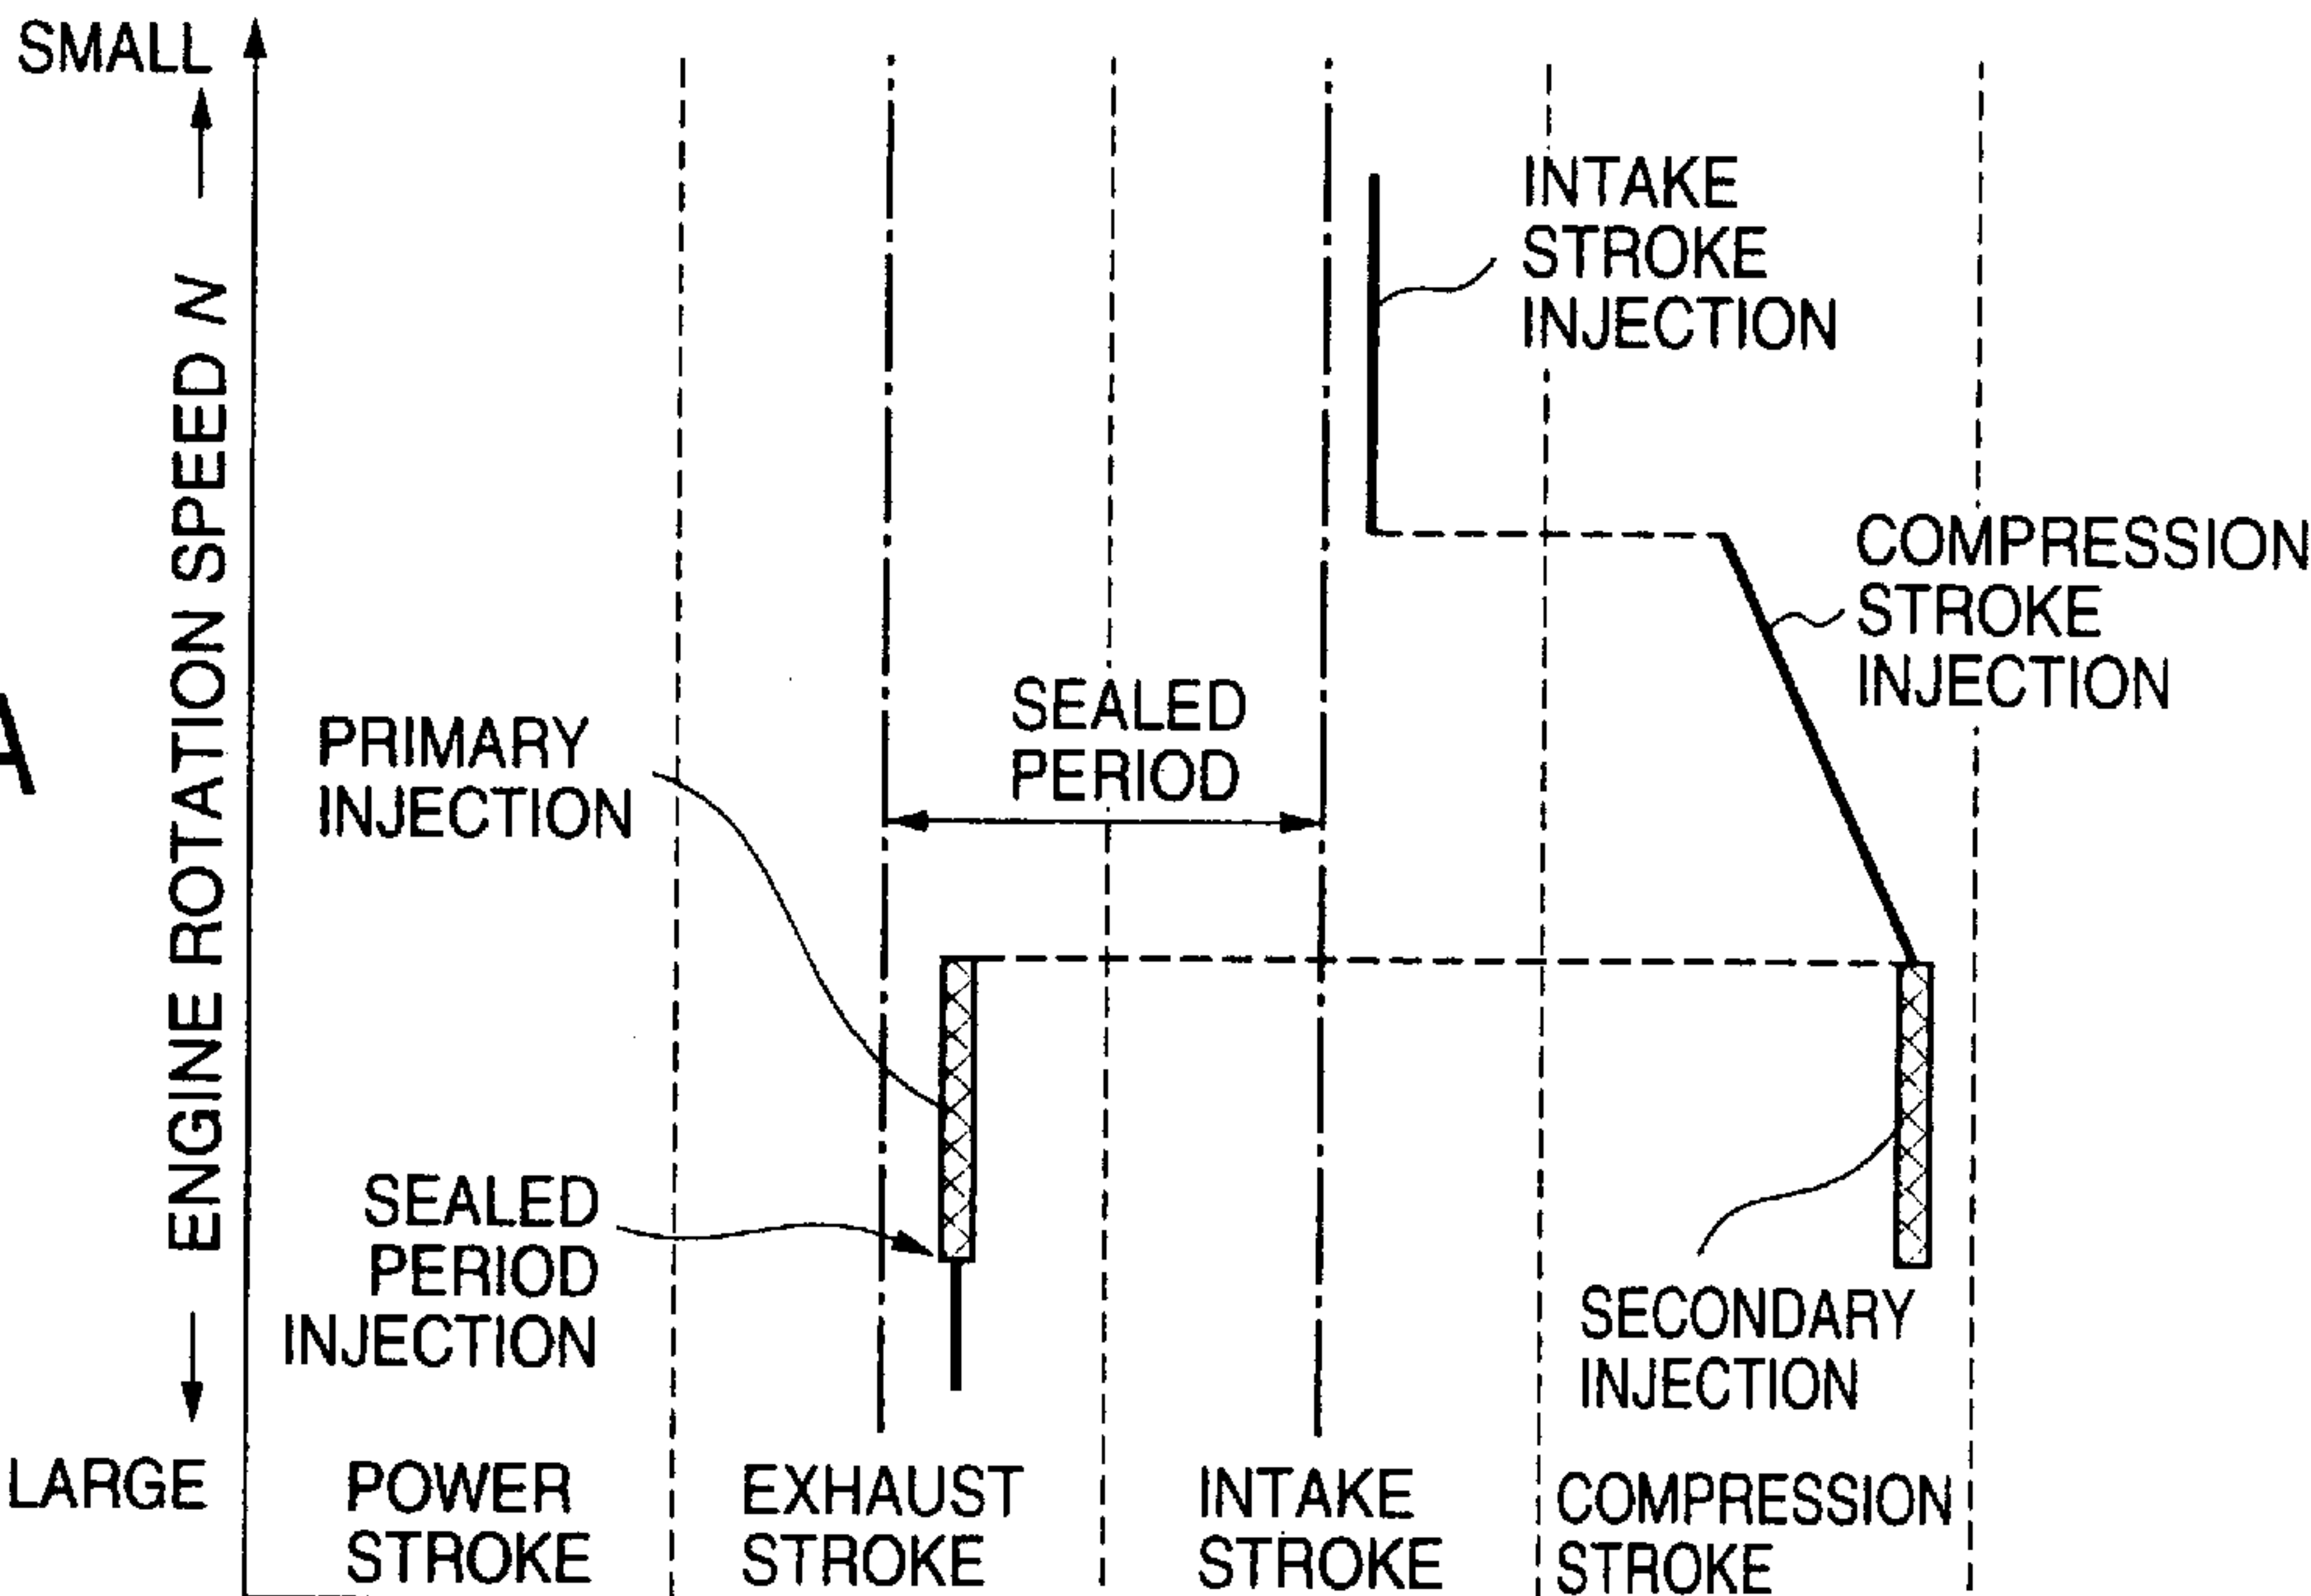 SMALL
INTAKE
STROKE
INJECTION
ENGINE ROTATION SPEED N
COMPRESSION
STROKE
INJECTION
SEALED
PERIOD
A
PRIMARY
INJECTION
SEALED
PERIOD
INJECTION
SECONDARY
INJECTION
LARGE
POWER
STROKE
EXHAUST
STROKE
INTAKE
STROKE
COMPRESSION
STROKE